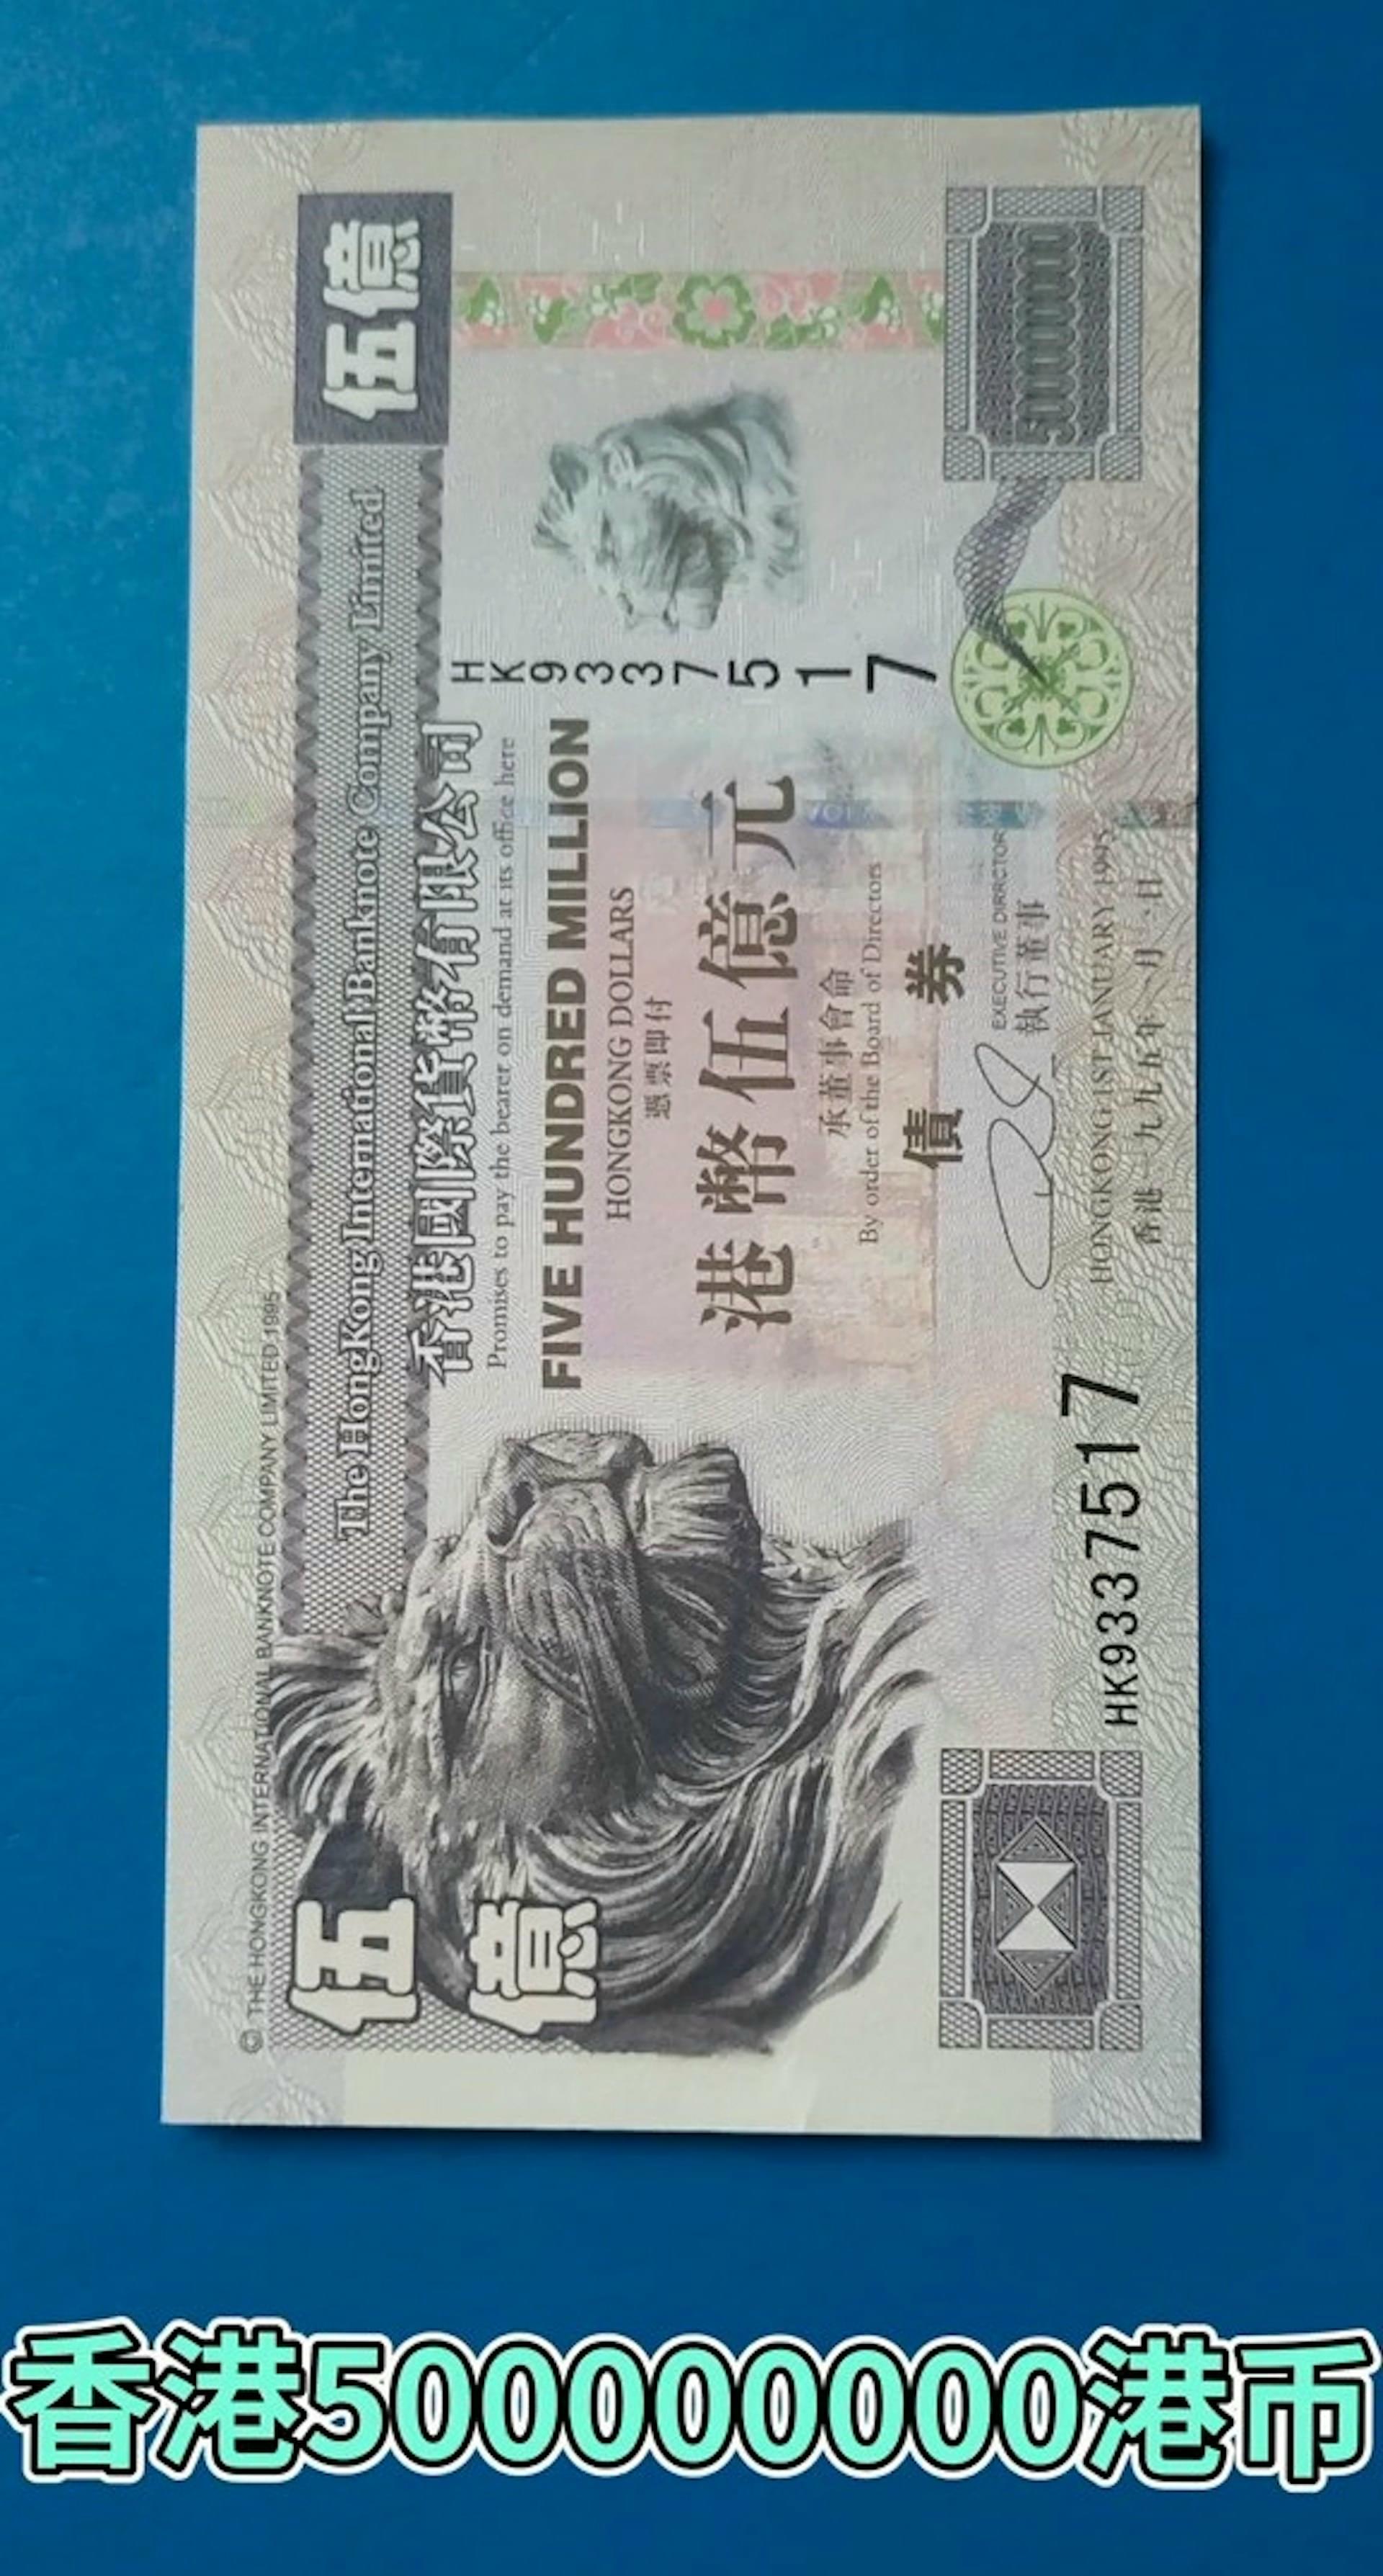 © THE HONGKONG INTERNATIONAL BANKNOTE COMPANY LIMITED 1995
伍億
The HongKong International Banknote Company Limited
伍億
香港國際貨幣有限公司
Promises to pay the bearer on demand at its office here
FIVE HUNDRED MILLION
HONGKONG DOLLARS
憑票即付
港幣伍億元
承董事會命
By order of the Board of Directors
債 券
HK9337517
EXECUTIVE DIRRCTOR
執行董事
HONGKONG 1ST JANUARY 1995
香港一九九五年一月一日
HK9337517
500000000
香港500000000港币